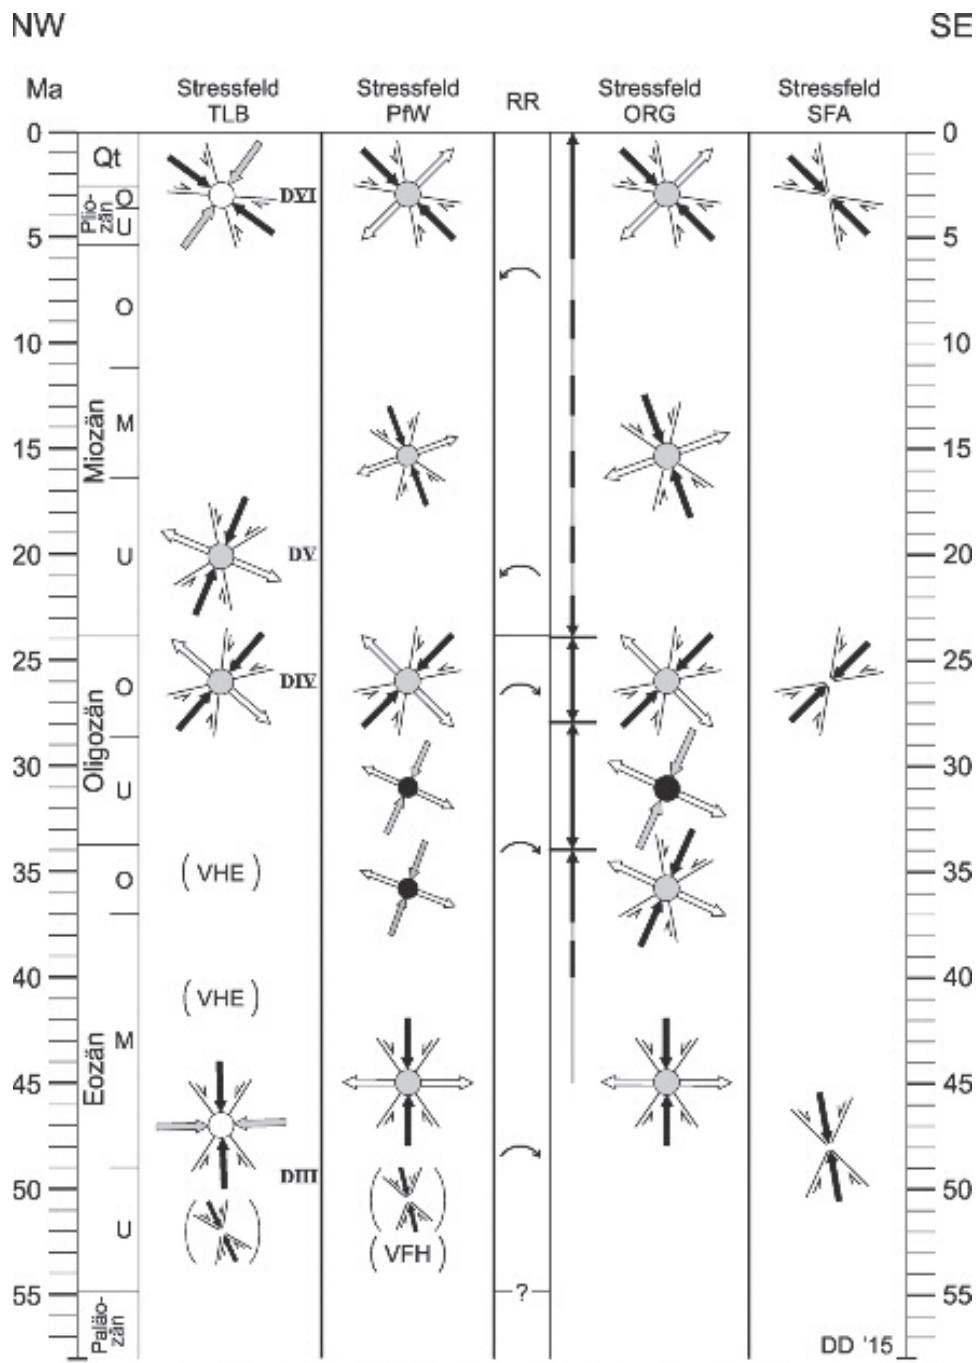 NW
SE
Ma
Stressfeld
TLB
Stressfeld
PfW
RR
Stressfeld
ORG
Stressfeld
SFA
0
Qt
0
Plio-
zän
O
U
DVI
5
5
O
10
10
Miozän
M
15
15
U
20
DV
20
25
O
DIV
25
Oligozän
30
U
30
35
O
(VHE)
35
40
(VHE)
40
M
Eozän
45
45
50
DIII
50
U
(VFH)
55
?
55
Paläo-
zän
DD '15